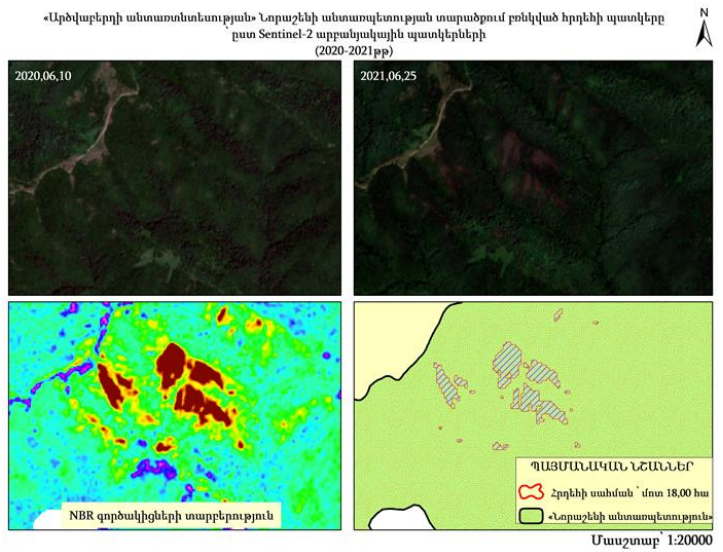 «Արծվաբերդի անտառտնտեսության» Նորաշենի անտառպետության տարածքում բռնկված հրդեհի պատկերը
՝ ըստ Sentinel-2 արբանյակային պատկերների
(2020-2021թթ)
N
2020,06,10
2021,06,25
NBR գործակիցների տարբերություն
ՊԱՅՄԱՆԱԿԱՆ ՆՇԱՆՆԵՐ
Հրդեհի սահման ՝ մոտ 18,00 հա
«Նորաշենի անտառպետություն»
Մասշտաբ՝ 1:20000